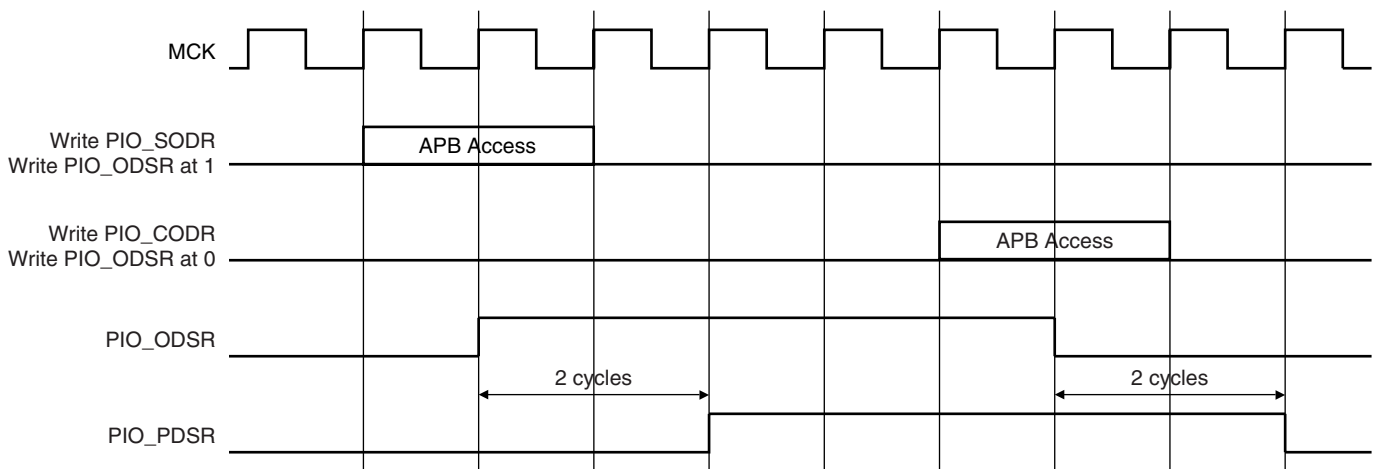 MCK
Write PIO_SODR
Write PIO_ODSR at 1
APB Access
Write PIO_CODR
Write PIO_ODSR at 0
APB Access
PIO_ODSR
2 cycles
2 cycles
PIO_PDSR